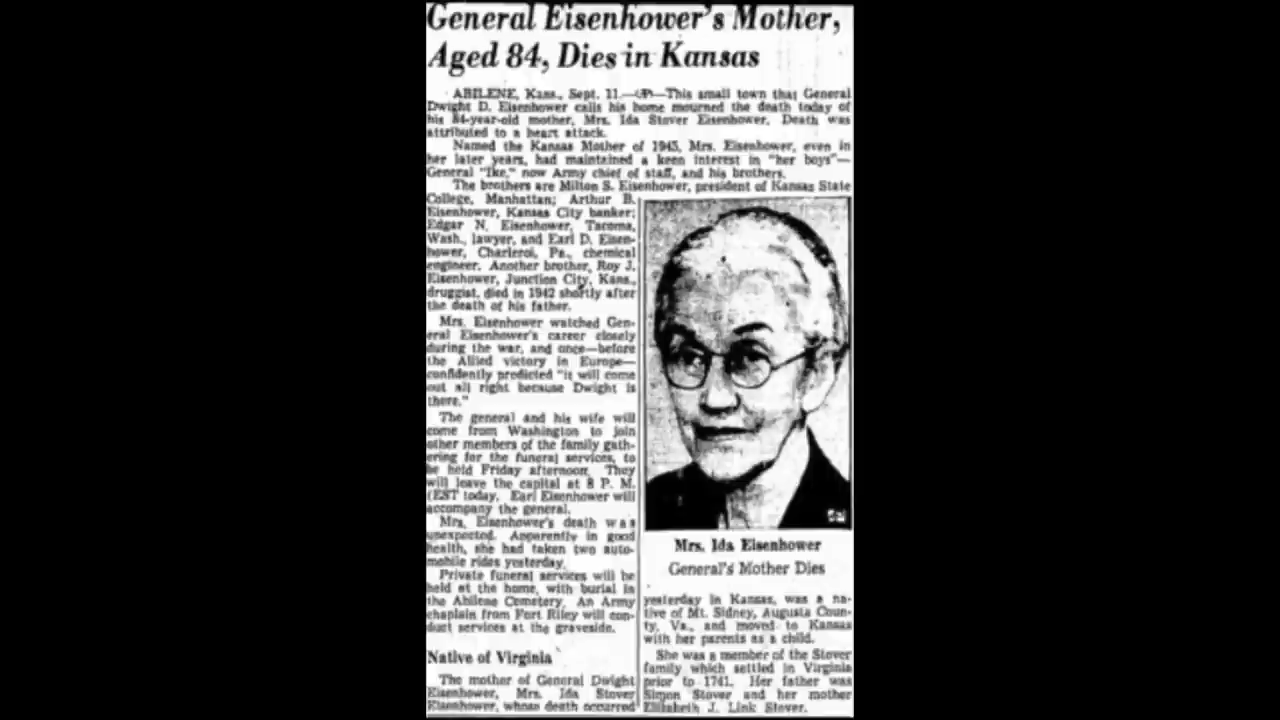 General Eisenhower's Mother,
Aged 84, Dies in Kansas
ABILENE, Kans., Sept. 11.—UP—This small town that General
Dwight D. Eisenhower calls his home mourned the death today of
his 84-year-old mother, Mrs. Ida Stover Eisenhower. Death was
attributed to a heart attack.
Named the Kansas Mother of 1945, Mrs. Eisenhower, even in
her later years, had maintained a keen interest in "her boys"—
General "Ike," now Army chief of staff, and his brothers.
The brothers are Milton S. Eisenhower, president of Kansas State
College, Manhattan; Arthur B.
Eisenhower, Kansas City banker;
Edgar N. Eisenhower, Tacoma,
Wash., lawyer, and Earl D. Eisen-
hower, Charleroi, Pa., chemical
engineer. Another brother, Roy J.
Eisenhower, Junction City, Kans.,
druggist, died in 1942 shortly after
the death of his father.
Mrs. Eisenhower watched Gen-
eral Eisenhower's career closely
during the war, and once—before
the Allied victory in Europe—
confidently predicted "it will come
out all right because Dwight is
there."
The general and his wife will
come from Washington to join
other members of the family gath-
ering for the funeral services, to
be held Friday afternoon. They
will leave the capital at 8 P. M.
(EST today. Earl Eisenhower will
accompany the general.
Mrs. Eisenhower's death was
unexpected. Apparently in good
health, she had taken two auto-
mobile rides yesterday.
Private funeral services will be
held at the home, with burial in
the Abilene Cemetery. An Army
chaplain from Fort Riley will con-
duct services at the graveside.
Native of Virginia
The mother of General Dwight
Eisenhower, Mrs. Ida Stover
Eisenhower, whose death occurred
Mrs. Ida Eisenhower
General's Mother Dies
yesterday in Kansas, was a na-
tive of Mt. Sidney, Augusta Coun-
ty, Va., and moved to Kansas
with her parents as a child.
She was a member of the Stover
family which settled in Virginia
prior to 1741. Her father was
Simon Stover and her mother
Elizabeth J. Link Stover.